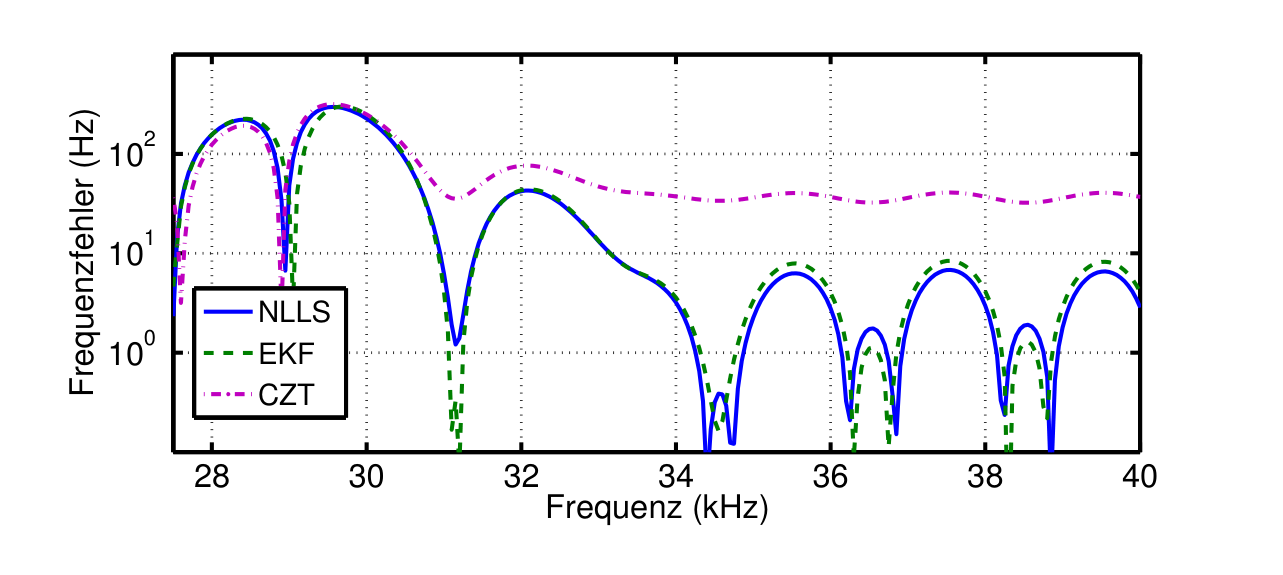 Frequenzfehler (Hz)
10^2
10^1
10^0
NLLS
EKF
CZT
28 30 32 34 36 38 40
Frequenz (kHz)